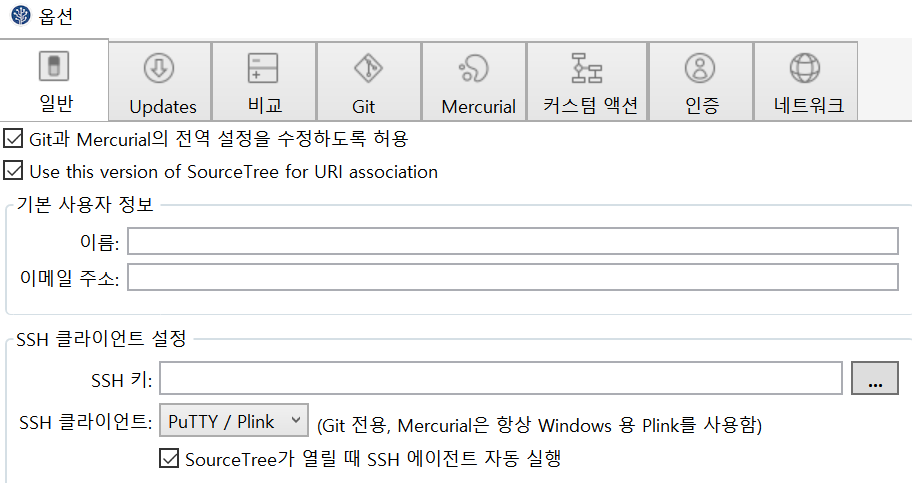 옵션
일반 Updates 비교 Git Mercurial 커스텀 액션 인증 네트워크
Git과 Mercurial의 전역 설정을 수정하도록 허용
Use this version of SourceTree for URI association
기본 사용자 정보
이름:
이메일 주소:
SSH 클라이언트 설정
SSH 키: ...
SSH 클라이언트: PuTTY / Plink (Git 전용, Mercurial은 항상 Windows 용 Plink를 사용함)
SourceTree가 열릴 때 SSH 에이전트 자동 실행